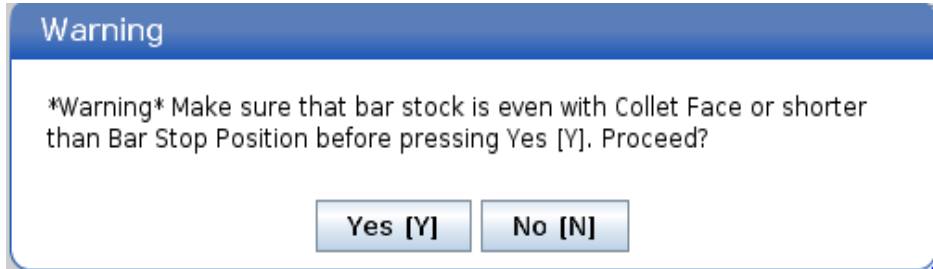 Warning
*Warning* Make sure that bar stock is even with Collet Face or shorter
than Bar Stop Position before pressing Yes [Y]. Proceed?
Yes [Y] No [N]